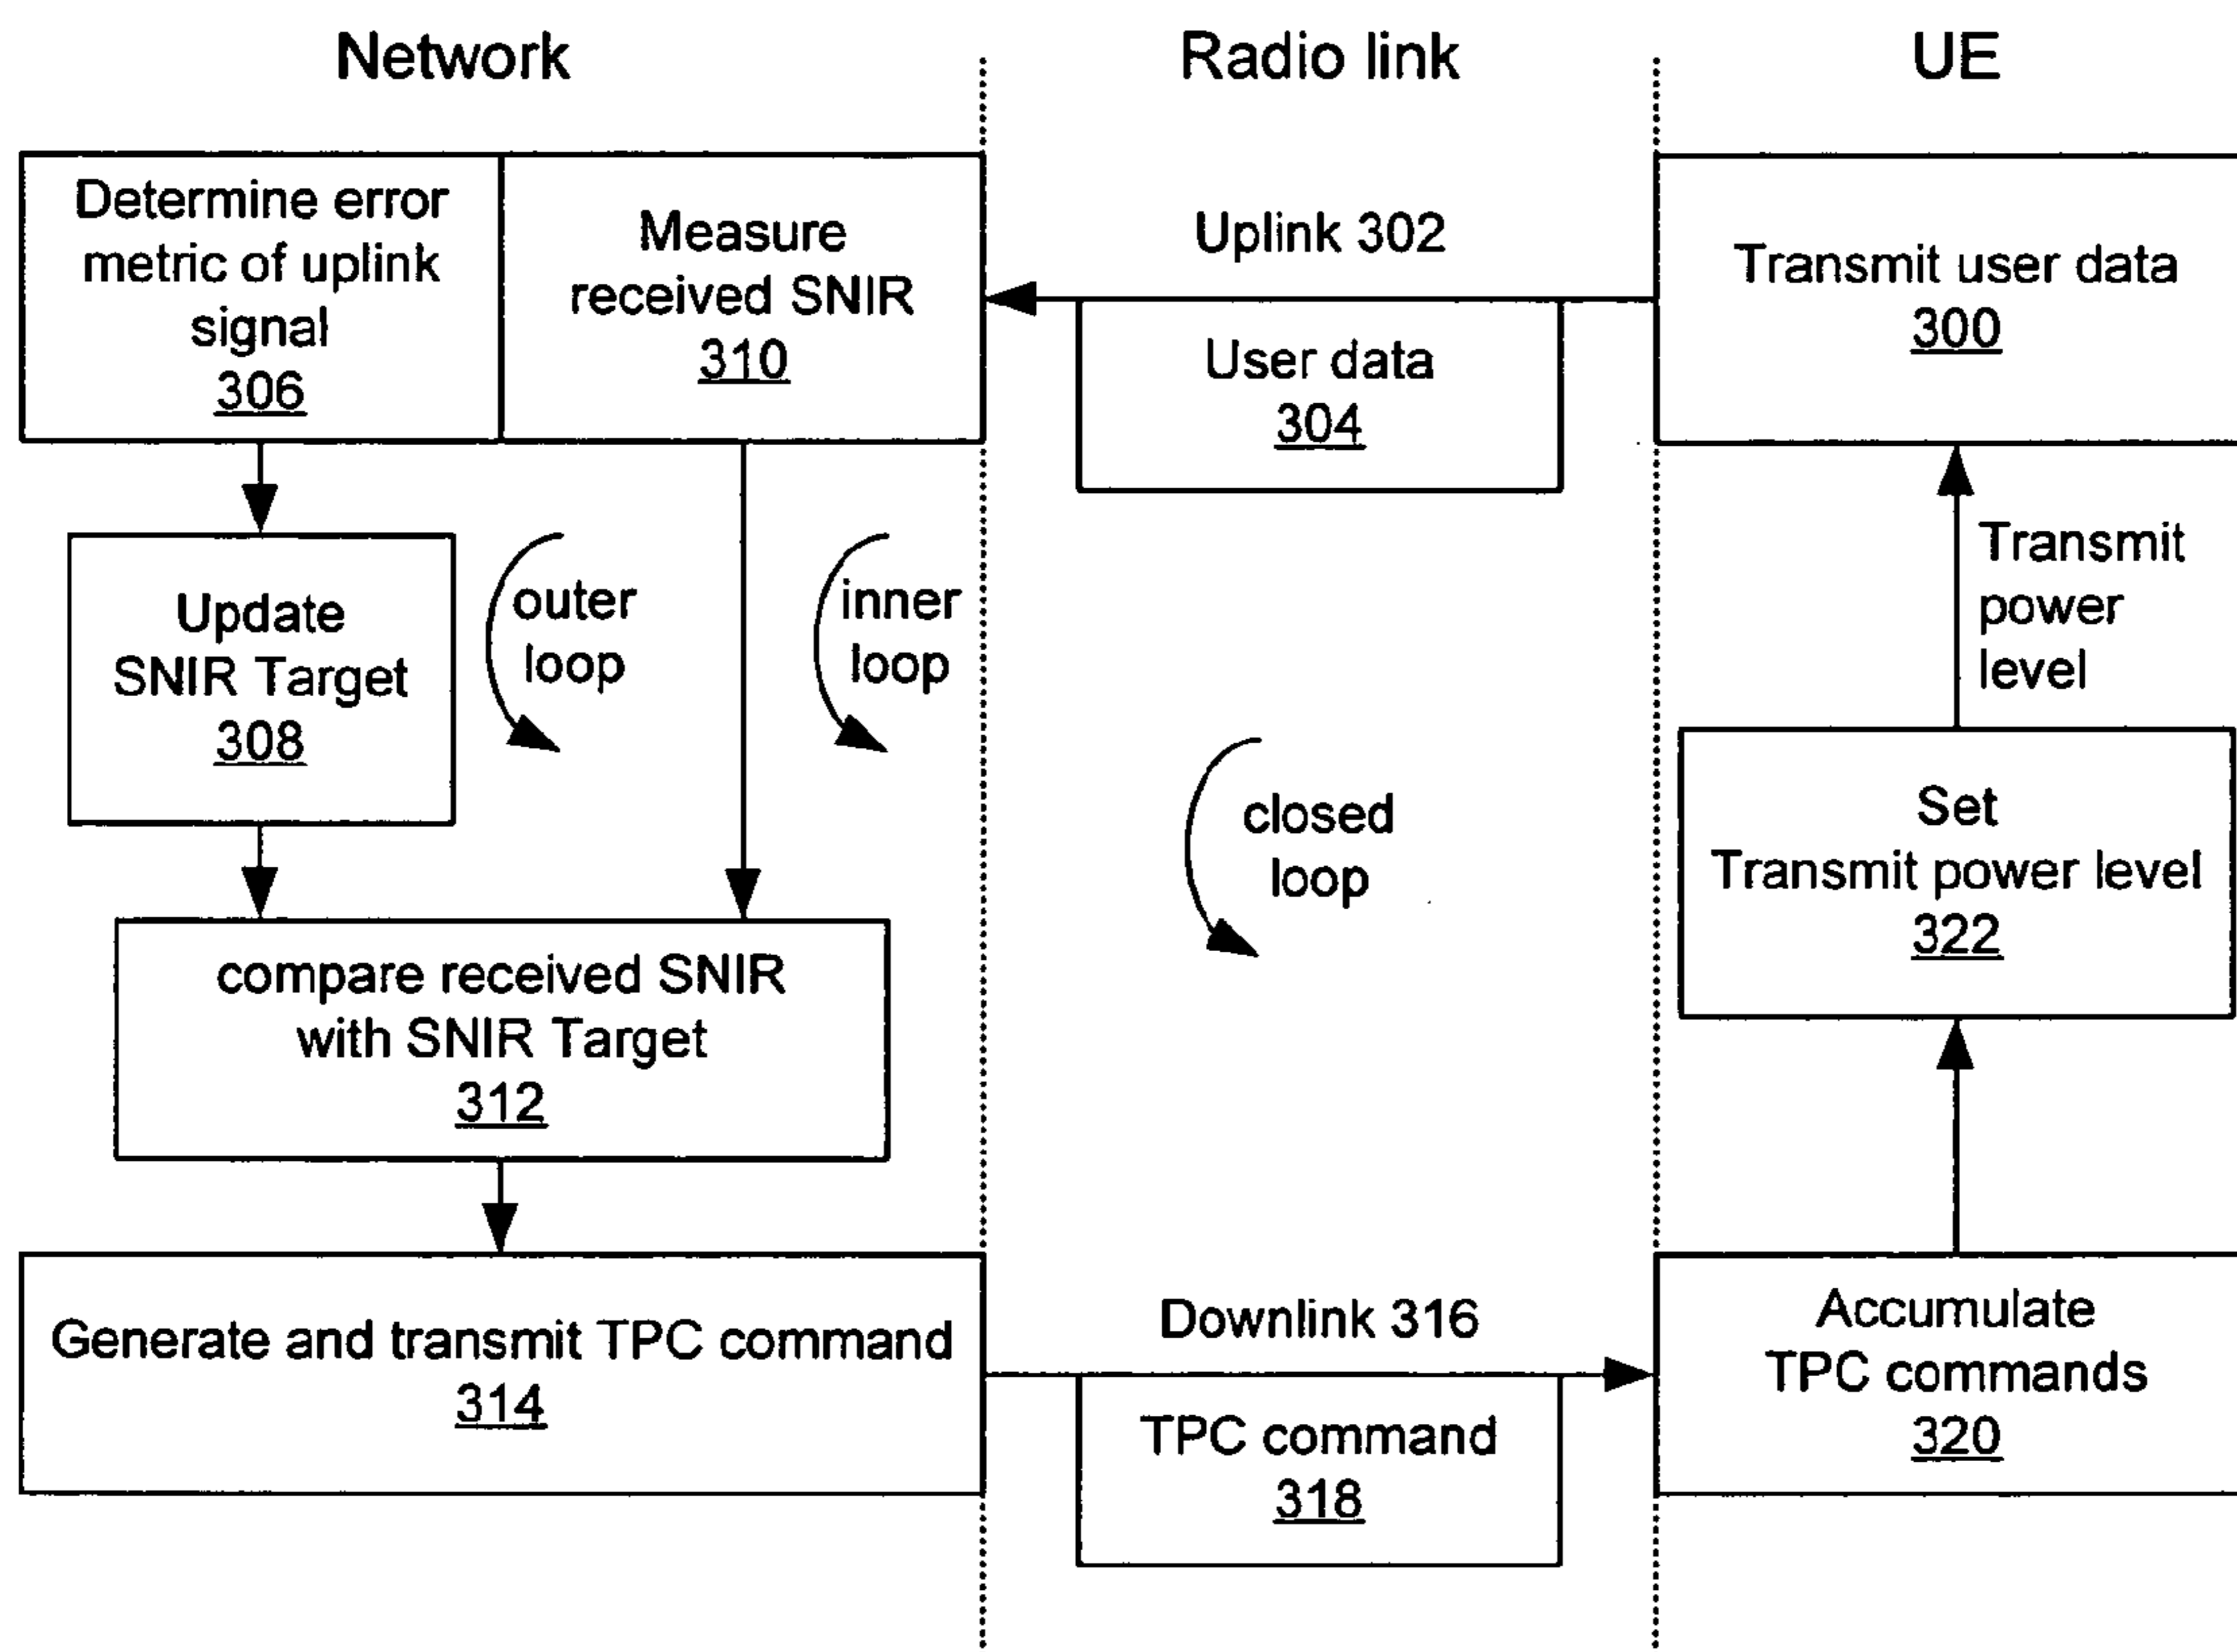 Network
Radio link
UE
Determine error
metric of uplink
signal
306
Measure
received SNIR
310
Uplink 302
User data
304
Transmit user data
300
Update
SNIR Target
308
outer
loop
inner
loop
closed
loop
Transmit
power
level
Set
Transmit power level
322
compare received SNIR
with SNIR Target
312
Generate and transmit TPC command
314
Downlink 316
TPC command
318
Accumulate
TPC commands
320